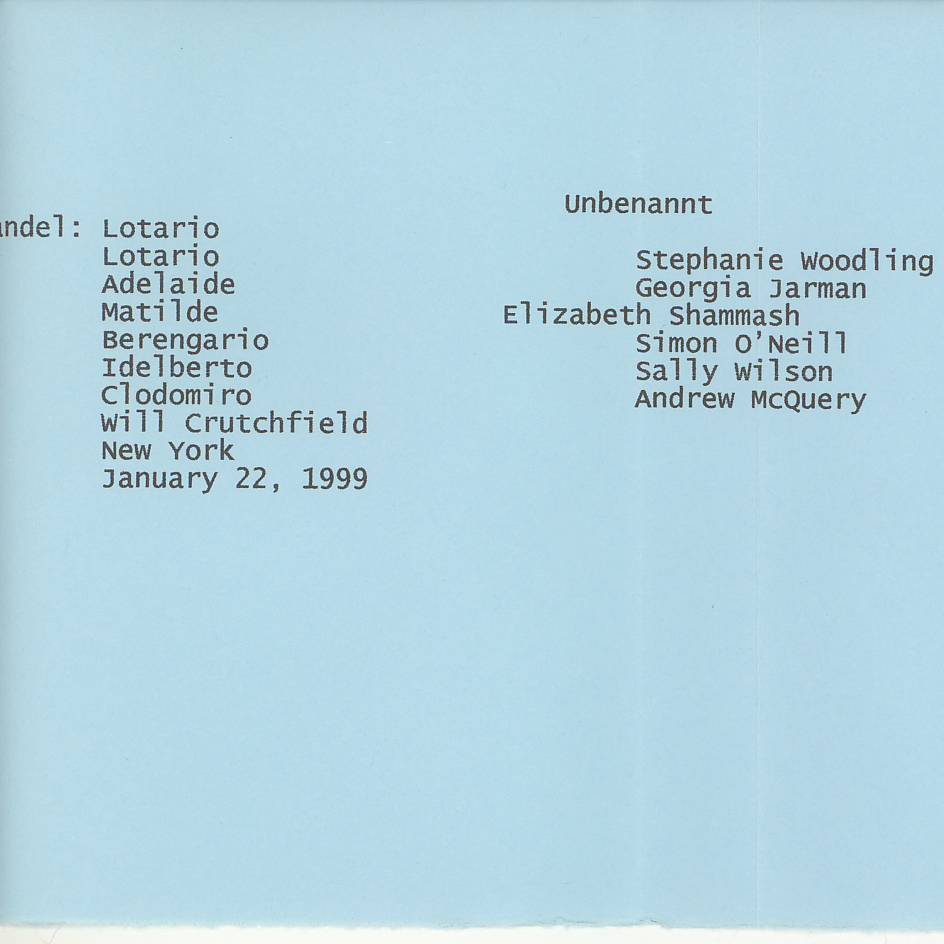 Unbenannt
ndel: Lotario
Lotario Stephanie Woodling
Adelaide Georgia Jarman
Matilde Elizabeth Shammash
Berengario Simon O'Neill
Idelberto Sally Wilson
Clodomiro Andrew McQuery
Will Crutchfield
New York
January 22, 1999